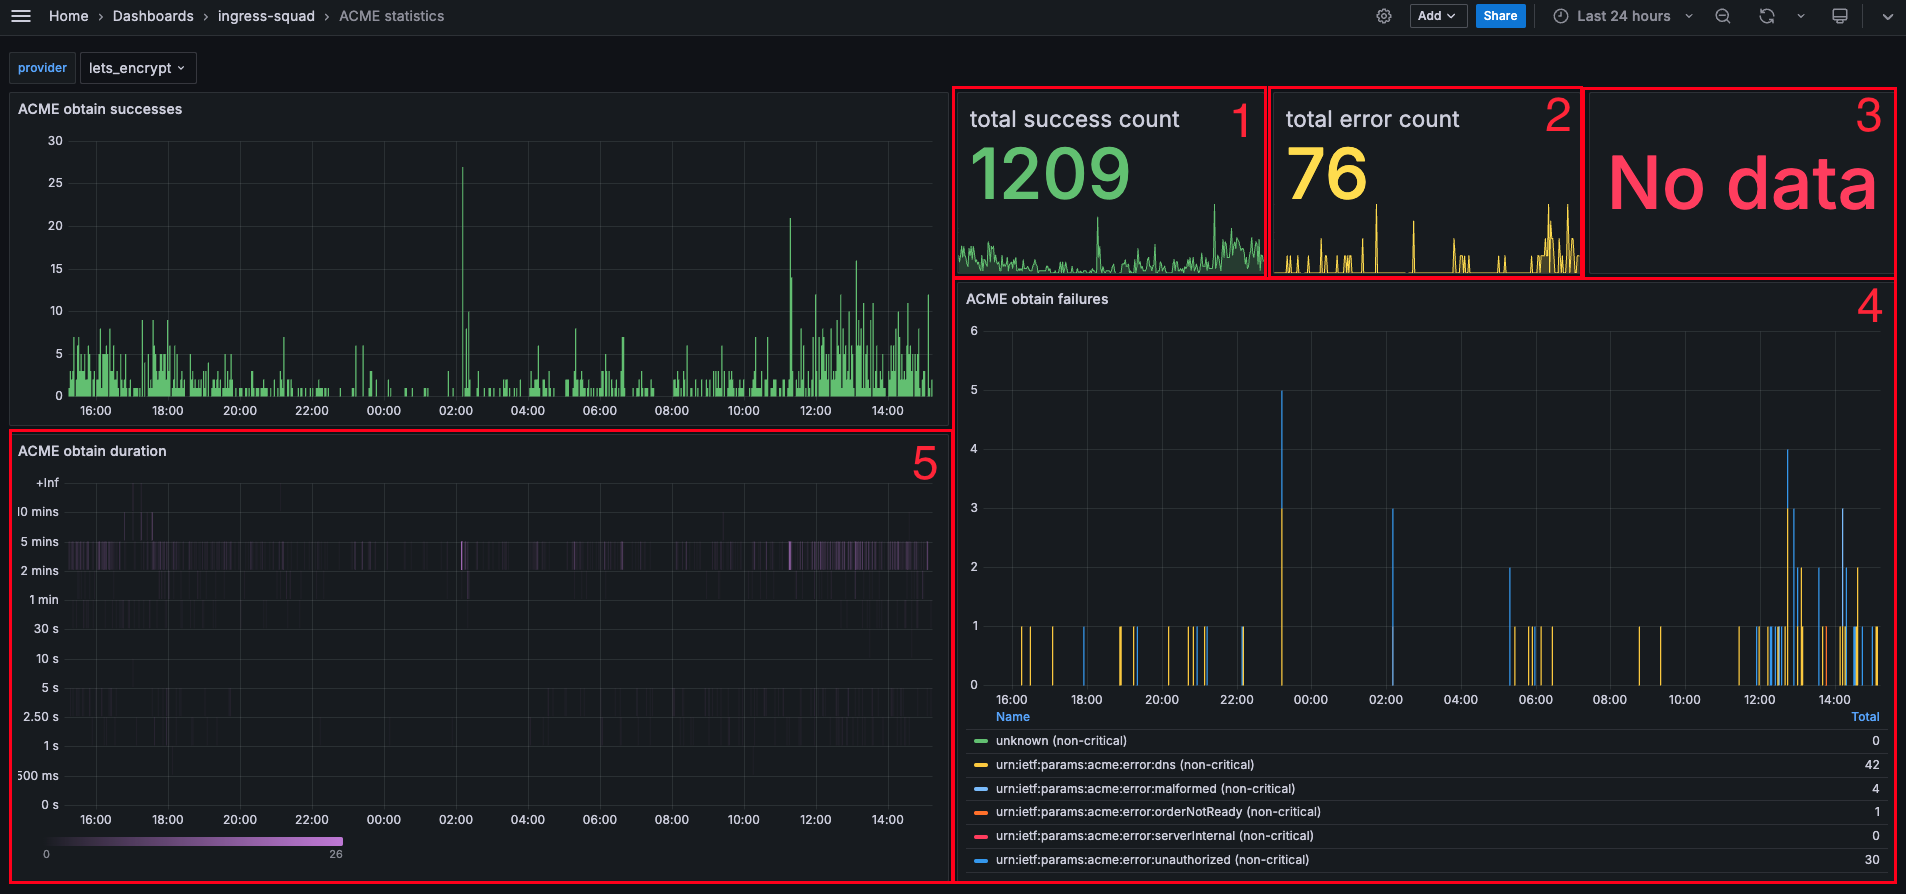 Home › Dashboards › ingress-squad › ACME statistics
Add
Share
Last 24 hours
provider
lets_encrypt
ACME obtain successes
30
25
20
15
10
5
0
16:00 18:00 20:00 22:00 00:00 02:00 04:00 06:00 08:00 10:00 12:00 14:00
total success count
1
1209
total error count
2
76
3
No data
ACME obtain failures
4
6
5
4
3
2
1
0
16:00 18:00 20:00 22:00 00:00 02:00 04:00 06:00 08:00 10:00 12:00 14:00
Name Total
unknown (non-critical) 0
urn:ietf:params:acme:error:dns (non-critical) 42
urn:ietf:params:acme:error:malformed (non-critical) 4
urn:ietf:params:acme:error:orderNotReady (non-critical) 1
urn:ietf:params:acme:error:serverInternal (non-critical) 0
urn:ietf:params:acme:error:unauthorized (non-critical) 30
ACME obtain duration
5
+Inf
10 mins
5 mins
2 mins
1 min
30 s
10 s
5 s
2.50 s
1 s
500 ms
0 s
16:00 18:00 20:00 22:00 00:00 02:00 04:00 06:00 08:00 10:00 12:00 14:00
0 26